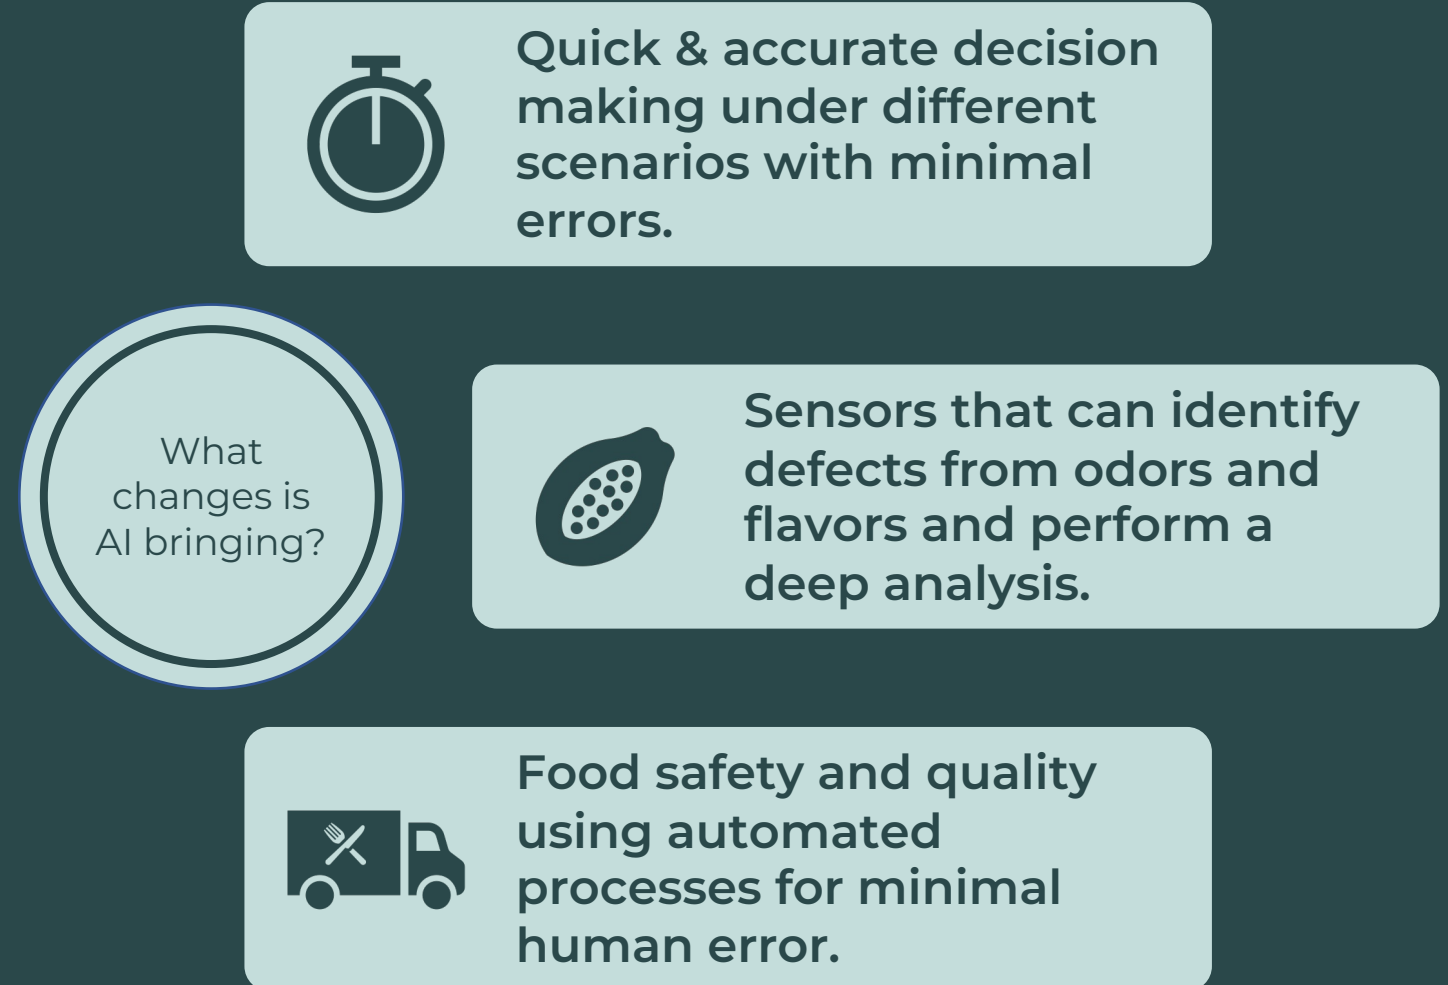 Quick & accurate decision
making under different
scenarios with minimal
errors.
What
changes is
AI bringing?
Sensors that can identify
defects from odors and
flavors and perform a
deep analysis.
Food safety and quality
using automated
processes for minimal
human error.